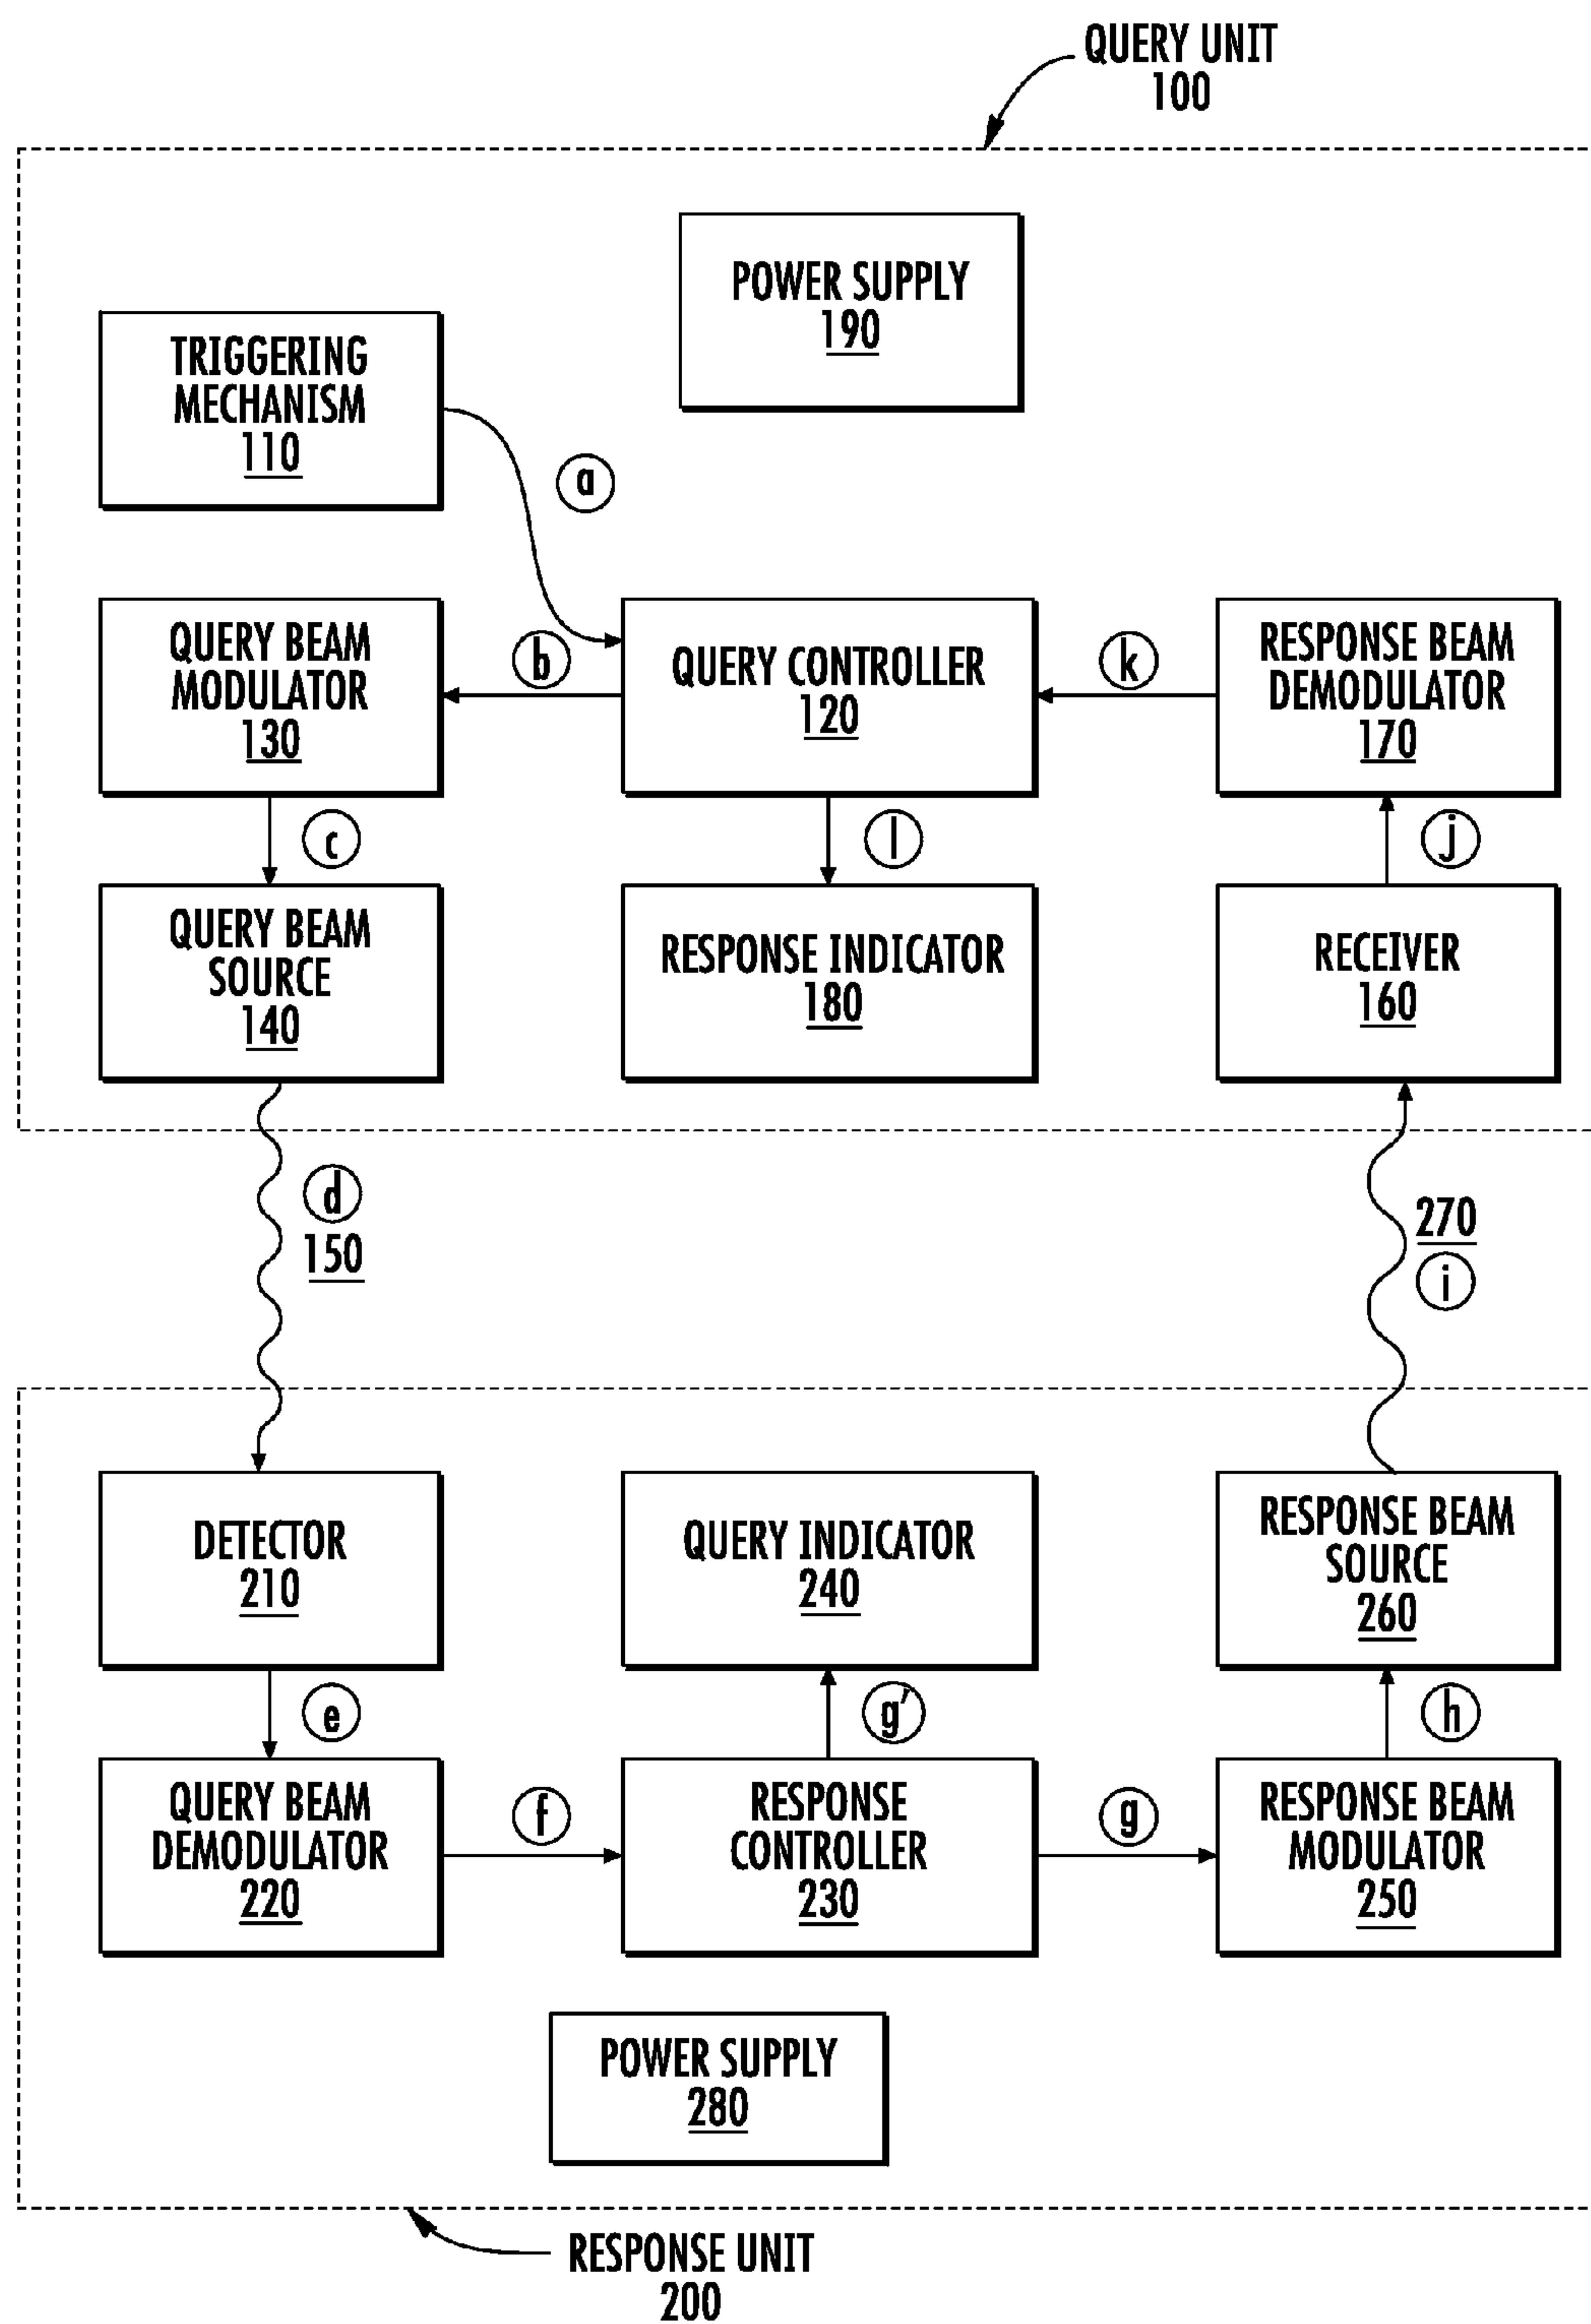 QUERY UNIT
100
POWER SUPPLY
190
TRIGGERING
MECHANISM
110
a
QUERY BEAM
MODULATOR
130
b
QUERY CONTROLLER
120
k
RESPONSE BEAM
DEMODULATOR
170
c
l
j
QUERY BEAM
SOURCE
140
RESPONSE INDICATOR
180
RECEIVER
160
d
150
270
i
DETECTOR
210
QUERY INDICATOR
240
RESPONSE BEAM
SOURCE
260
e
g'
h
QUERY BEAM
DEMODULATOR
220
f
RESPONSE
CONTROLLER
230
g
RESPONSE BEAM
MODULATOR
250
POWER SUPPLY
280
RESPONSE UNIT
200